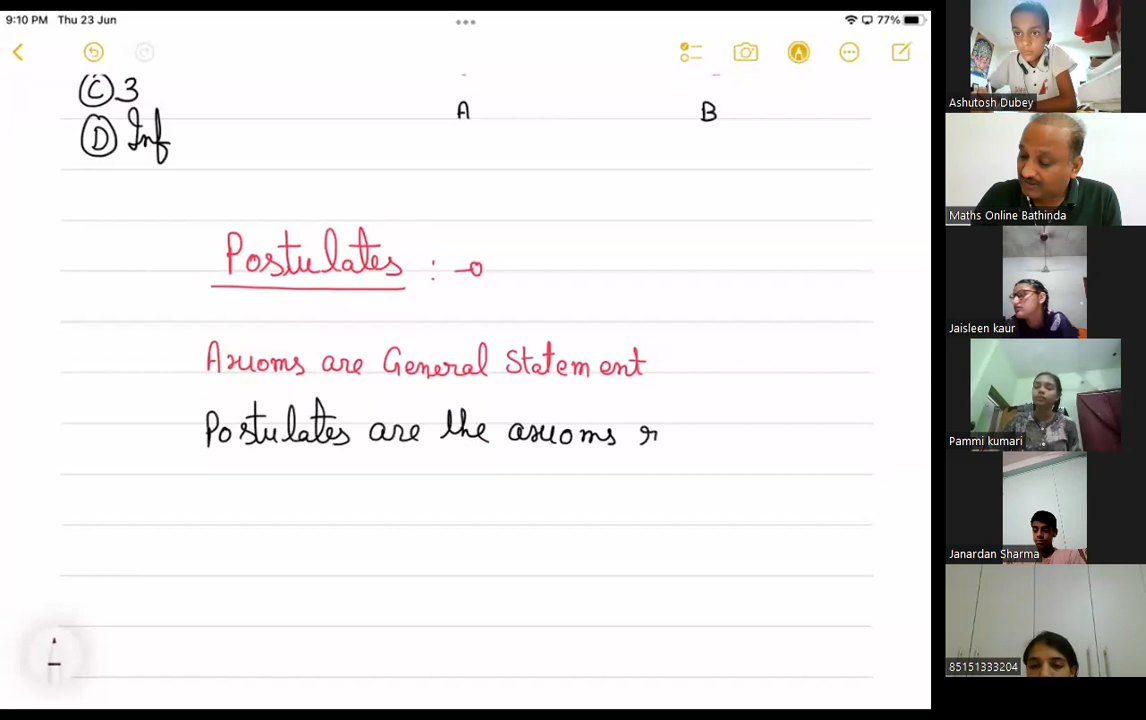 9:10 PM Thu 23 Jun
77%
C 3
D Inf
A
B
Postulates :
Axioms are General Statement
Postulates are the axioms r
Ashutosh Dubey
Maths Online Bathinda
Jaisleen kaur
Pammi kumari
Janardan Sharma
85151333204